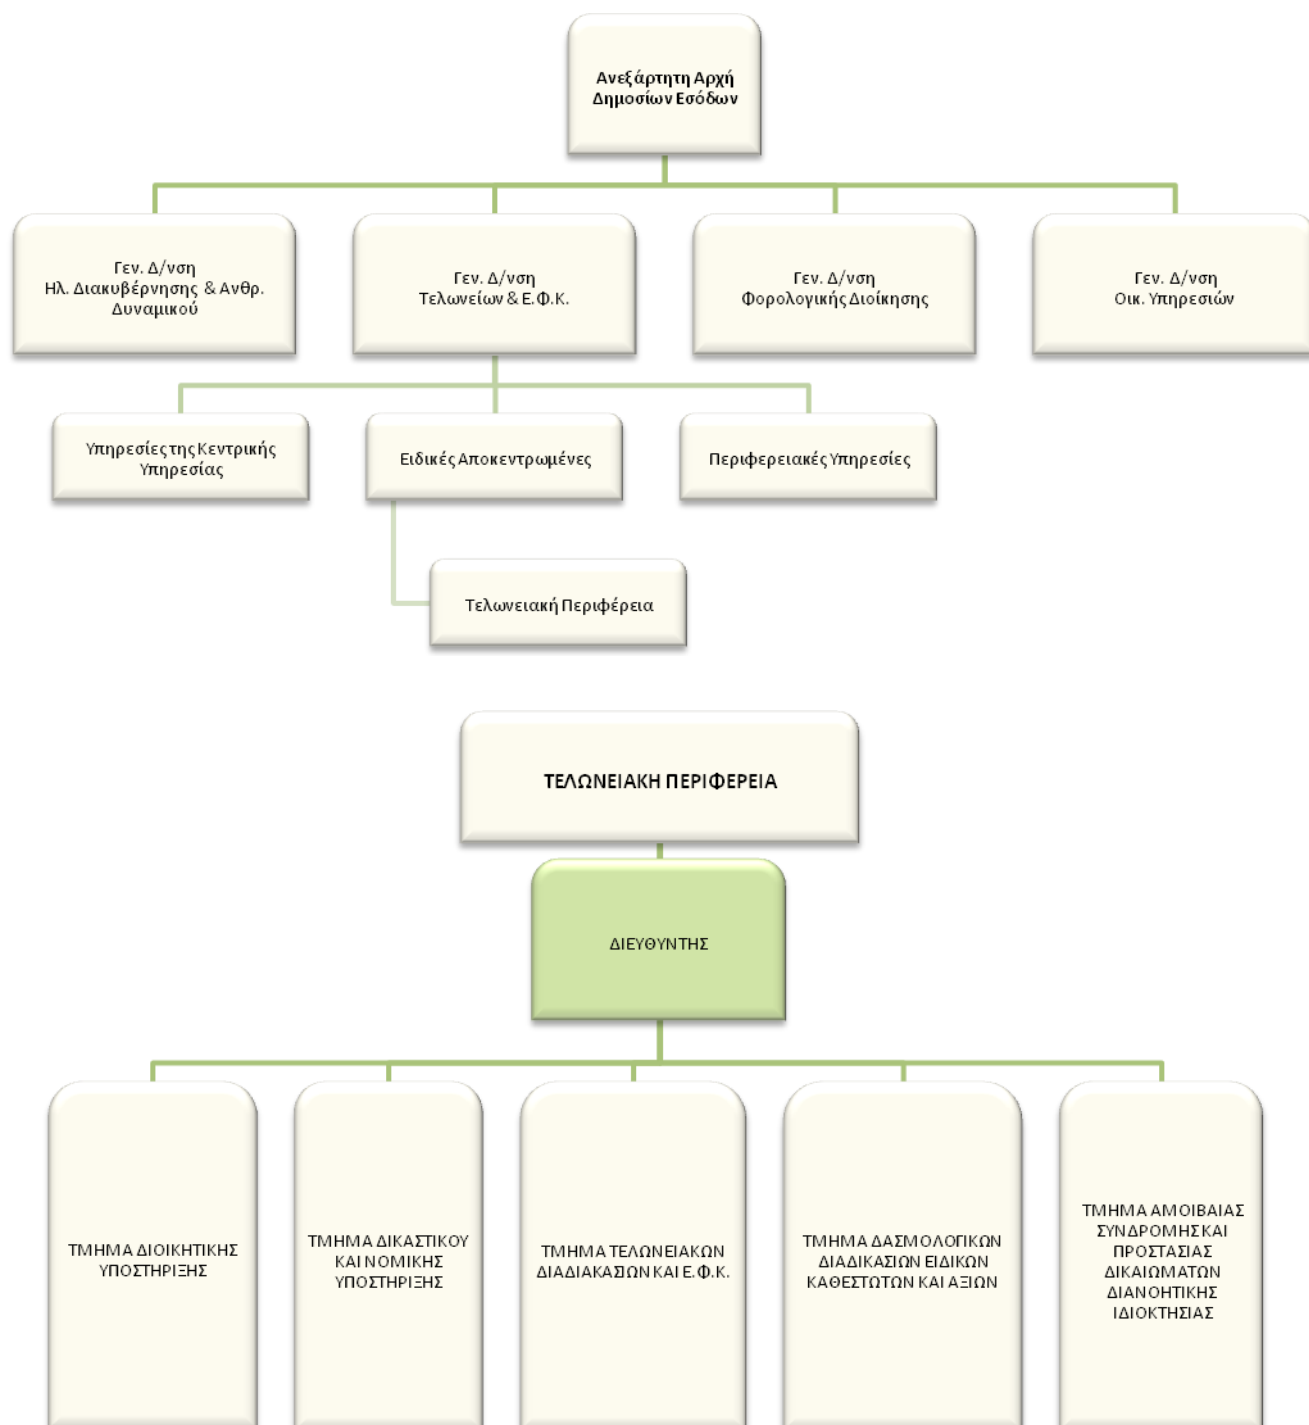 Ανεξάρτητη Αρχή
Δημοσίων Εσόδων
Γεν. Δ/νση
Ηλ. Διακυβέρνησης & Ανθρ.
Δυναμικού
Γεν. Δ/νση
Τελωνείων & Ε.Φ.Κ.
Γεν. Δ/νση
Φορολογικής Διοίκησης
Γεν. Δ/νση
Οικ. Υπηρεσιών
Υπηρεσίες της Κεντρικής
Υπηρεσίας
Ειδικές Αποκεντρωμένες
Περιφερειακές Υπηρεσίες
Τελωνειακή Περιφέρεια
ΤΕΛΩΝΕΙΑΚΗ ΠΕΡΙΦΕΡΕΙΑ
ΔΙΕΥΘΥΝΤΗΣ
ΤΜΗΜΑ ΔΙΟΙΚΗΤΙΚΗΣ
ΥΠΟΣΤΗΡΙΞΗΣ
ΤΜΗΜΑ ΔΙΚΑΣΤΙΚΟΥ
ΚΑΙ ΝΟΜΙΚΗΣ
ΥΠΟΣΤΗΡΙΞΗΣ
ΤΜΗΜΑ ΤΕΛΩΝΕΙΑΚΩΝ
ΔΙΑΔΙΑΚΑΣΙΩΝ ΚΑΙ Ε.Φ.Κ.
ΤΜΗΜΑ ΔΑΣΜΟΛΟΓΙΚΩΝ
ΔΙΑΔΙΚΑΣΙΩΝ ΕΙΔΙΚΩΝ
ΚΑΘΕΣΤΩΤΩΝ ΚΑΙ ΑΞΙΩΝ
ΤΜΗΜΑ ΑΜΟΙΒΑΙΑΣ
ΣΥΝΔΡΟΜΗΣ ΚΑΙ
ΠΡΟΣΤΑΣΙΑΣ
ΔΙΚΑΙΩΜΑΤΩΝ
ΔΙΑΝΟΗΤΙΚΗΣ
ΙΔΙΟΚΤΗΣΙΑΣ